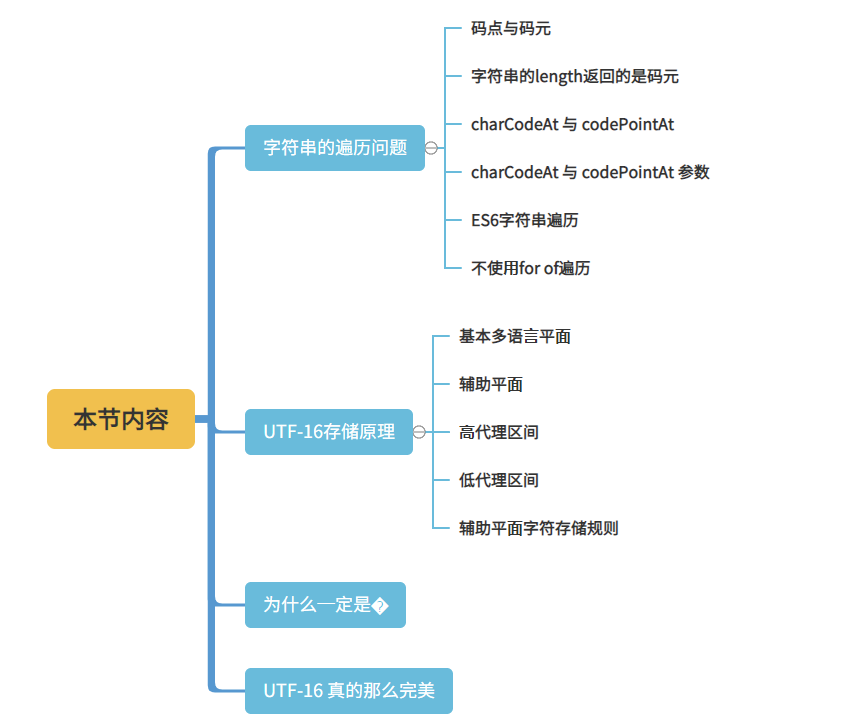 本节内容
字符串的遍历问题
码点与码元
字符串的length返回的是码元
charCodeAt 与 codePointAt
charCodeAt 与 codePointAt 参数
ES6字符串遍历
不使用for of遍历
UTF-16存储原理
基本多语言平面
辅助平面
高代理区间
低代理区间
辅助平面字符存储规则
为什么一定是�
UTF-16 真的那么完美